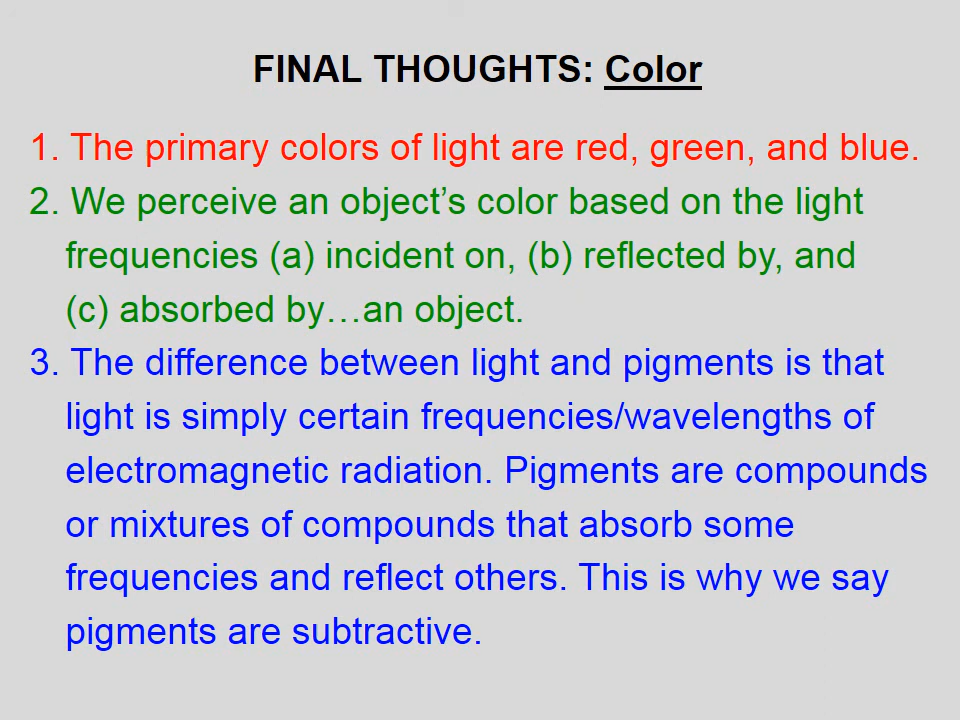 FINAL THOUGHTS: Color
1. The primary colors of light are red, green, and blue.
2. We perceive an object’s color based on the light
frequencies (a) incident on, (b) reflected by, and
(c) absorbed by…an object.
3. The difference between light and pigments is that
light is simply certain frequencies/wavelengths of
electromagnetic radiation. Pigments are compounds
or mixtures of compounds that absorb some
frequencies and reflect others. This is why we say
pigments are subtractive.